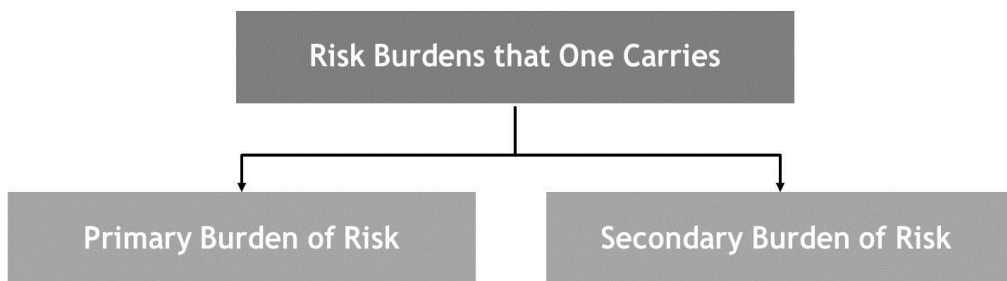 Risk Burdens that One Carries
Primary Burden of Risk
Secondary Burden of Risk